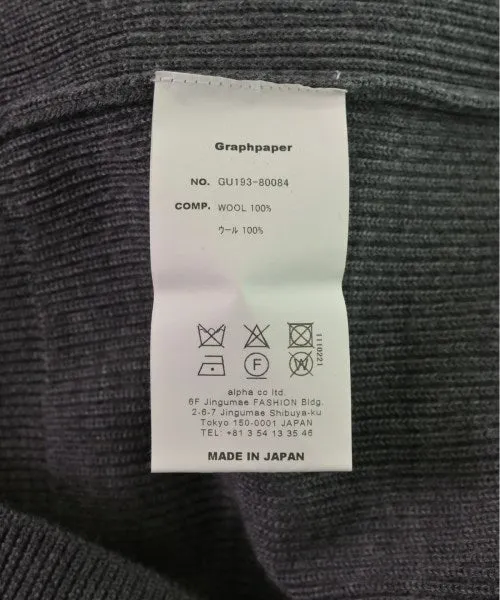 Graphpaper
NO. GU193-80084
COMP. WOOL 100%
ウール 100%
1110221
F W
alpha co ltd.
6F Jingumae FASHION Bldg.
2-6-7 Jingumae Shibuya-ku
Tokyo 150-0001 JAPAN
TEL: +81 3 54 13 35 46
MADE IN JAPAN